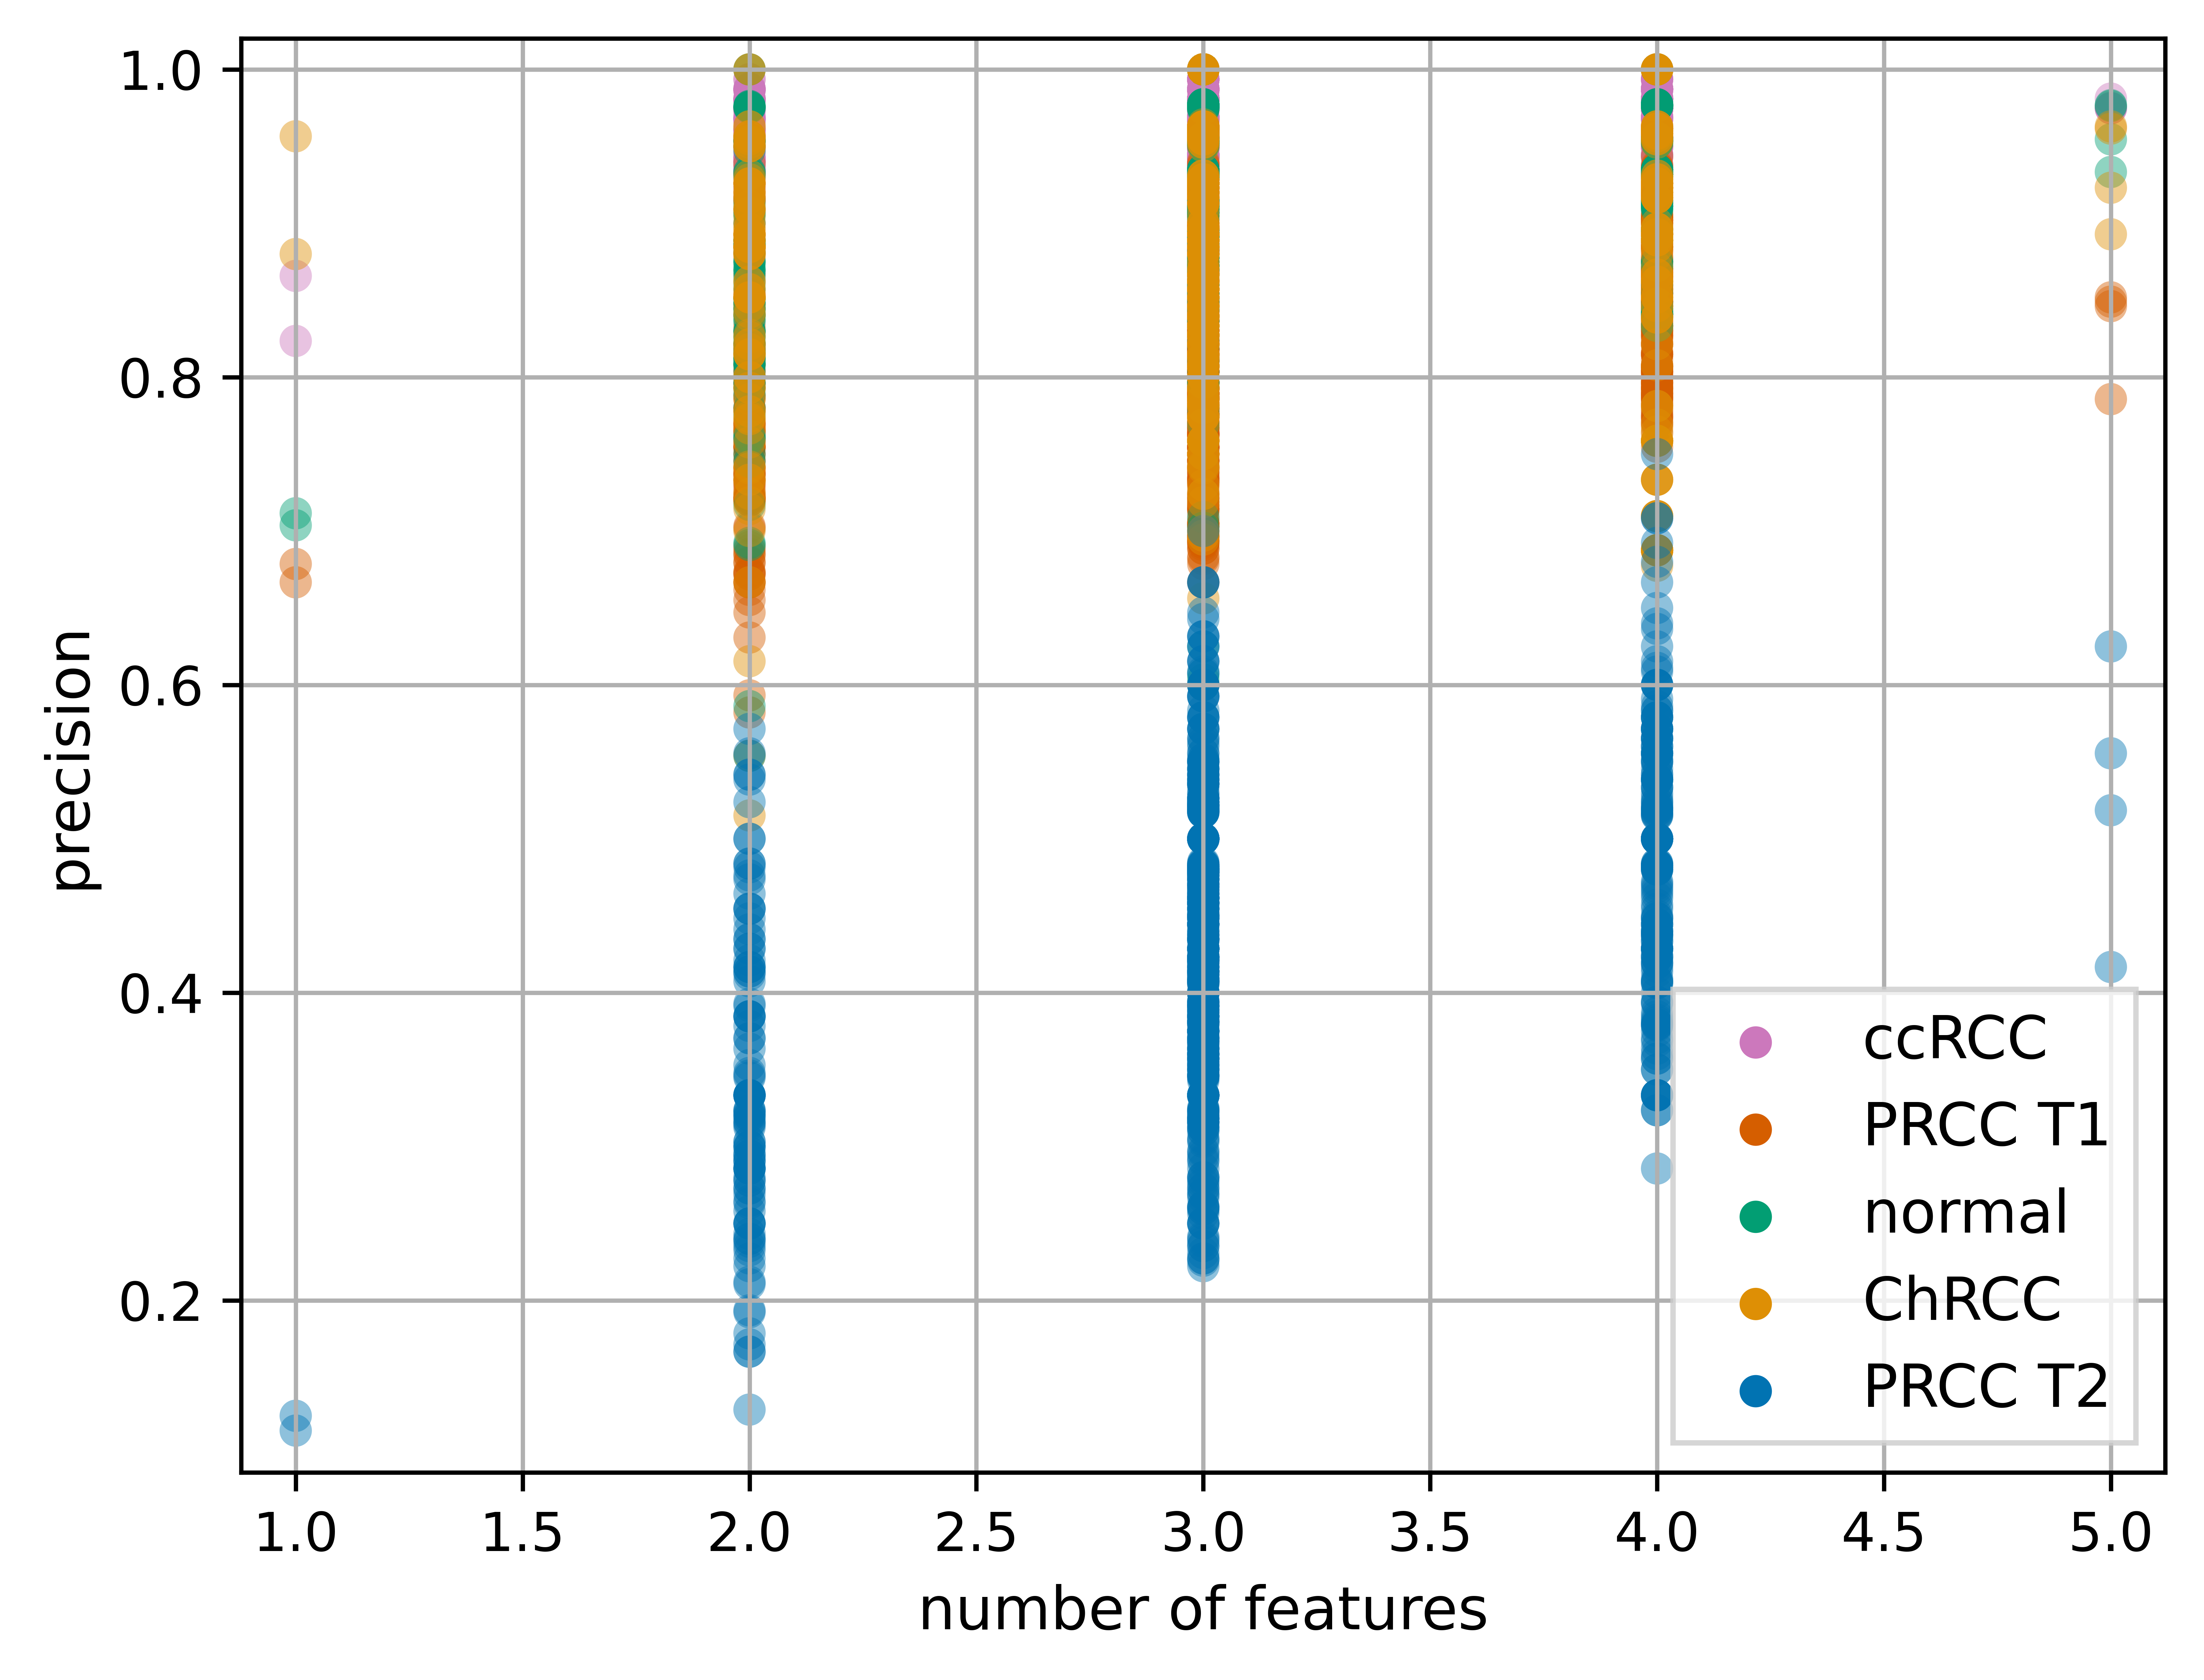 1.0
0.8
0.6
0.4
0.2
precision
ccRCC
PRCC T1
normal
ChRCC
PRCC T2
1.0 1.5 2.0 2.5 3.0 3.5 4.0 4.5 5.0
number of features